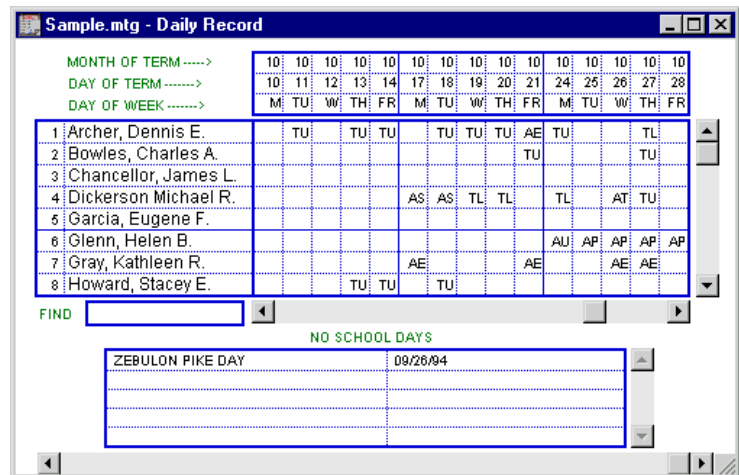 Sample.mtg - Daily Record
MONTH OF TERM -----> 10 10 10 10 10 10 10 10 10 10 10 10 10 10 10
DAY OF TERM -------> 10 11 12 13 14 17 18 19 20 21 24 25 26 27 28
DAY OF WEEK -------> M TU W TH FR M TU W TH FR M TU W TH FR
1 Archer, Dennis E. TU TU TU TU TU TU AE TU TL
2 Bowles, Charles A. TU TU
3 Chancellor, James L.
4 Dickerson Michael R. AS AS TL TL TL AT TU
5 Garcia, Eugene F.
6 Glenn, Helen B. AU AP AP AP AP
7 Gray, Kathleen R. AE AE AE AE
8 Howard, Stacey E. TU TU TU
FIND
NO SCHOOL DAYS
ZEBULON PIKE DAY 09/26/94